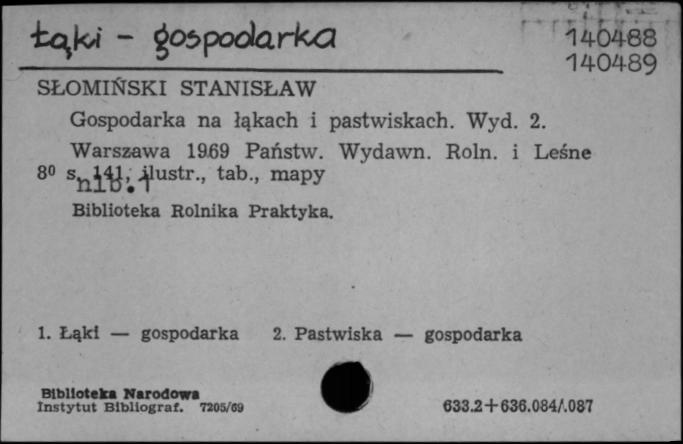 Łąki - gospodarka
140488
140489
SŁOMIŃSKI STANISŁAW
Gospodarka na łąkach i pastwiskach. Wyd. 2.
Warszawa 1969 Państw. Wydawn. Roln. i Leśne
8⁰ s. 141, ilustr., tab., mapy
nlb. 1
Biblioteka Rolnika Praktyka.
1. Łąki — gospodarka 2. Pastwiska — gospodarka
Biblioteka Narodowa
Instytut Bibliograf. 7205/69
633.2+636.084/.087